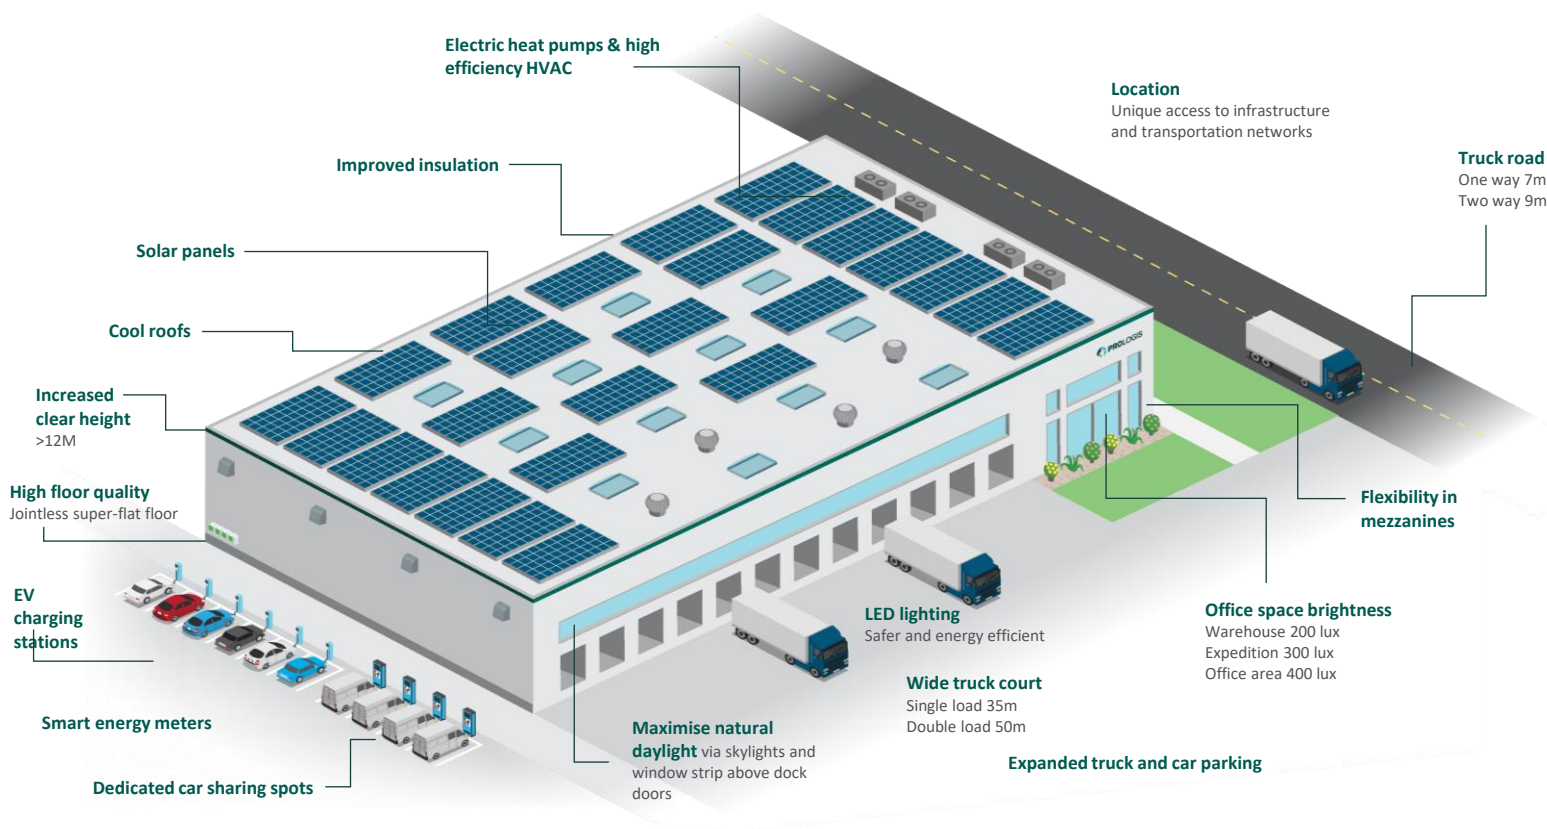 Electric heat pumps & high
efficiency HVAC
Location
Unique access to infrastructure
and transportation networks
Truck road
One way 7m
Two way 9m
Improved insulation
Solar panels
Cool roofs
PROLOGIS
Increased
clear height
>12M
High floor quality
Jointless super-flat floor
Flexibility in
mezzanines
EV
charging
stations
LED lighting
Safer and energy efficient
Office space brightness
Warehouse 200 lux
Expedition 300 lux
Office area 400 lux
Wide truck court
Single load 35m
Double load 50m
Smart energy meters
Maximise natural
daylight via skylights and
window strip above dock
doors
Expanded truck and car parking
Dedicated car sharing spots